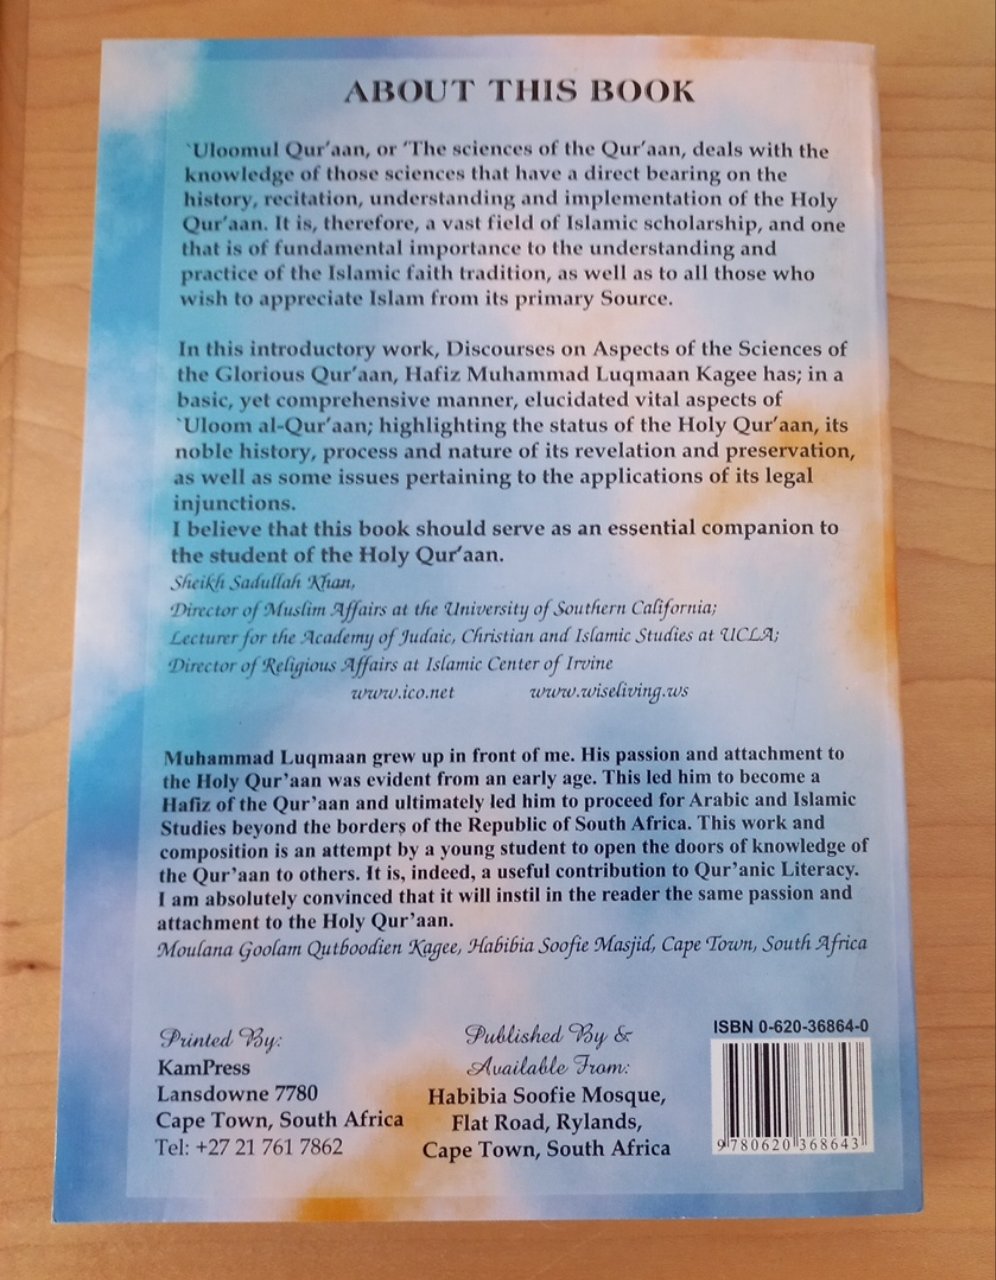 ABOUT THIS BOOK
`Uloomul Qur'aan, or 'The sciences of the Qur'aan, deals with the
knowledge of those sciences that have a direct bearing on the
history, recitation, understanding and implementation of the Holy
Qur'aan. It is, therefore, a vast field of Islamic scholarship, and one
that is of fundamental importance to the understanding and
practice of the Islamic faith tradition, as well as to all those who
wish to appreciate Islam from its primary Source.
In this introductory work, Discourses on Aspects of the Sciences of
the Glorious Qur'aan, Hafiz Muhammad Luqmaan Kagee has; in a
basic, yet comprehensive manner, elucidated vital aspects of
`Uloom al-Qur'aan; highlighting the status of the Holy Qur'aan, its
noble history, process and nature of its revelation and preservation,
as well as some issues pertaining to the applications of its legal
injunctions.
I believe that this book should serve as an essential companion to
the student of the Holy Qur'aan.
Sheikh Sadullah Khan,
Director of Muslim Affairs at the University of Southern California;
Lecturer for the Academy of Judaic, Christian and Islamic Studies at UCLA;
Director of Religious Affairs at Islamic Center of Irvine
www.ico.net www.wiseliving.ws
Muhammad Luqmaan grew up in front of me. His passion and attachment to
the Holy Qur'aan was evident from an early age. This led him to become a
Hafiz of the Qur'aan and ultimately led him to proceed for Arabic and Islamic
Studies beyond the borders of the Republic of South Africa. This work and
composition is an attempt by a young student to open the doors of knowledge of
the Qur'aan to others. It is, indeed, a useful contribution to Qur'anic Literacy.
I am absolutely convinced that it will instil in the reader the same passion and
attachment to the Holy Qur'aan.
Moulana Goolam Qutboodien Kagee, Habibia Soofie Masjid, Cape Town, South Africa
Printed By:
KamPress
Lansdowne 7780
Cape Town, South Africa
Tel: +27 21 761 7862
Published By &
Available From:
Habibia Soofie Mosque,
Flat Road, Rylands,
Cape Town, South Africa
ISBN 0-620-36864-0
9 780620 368643